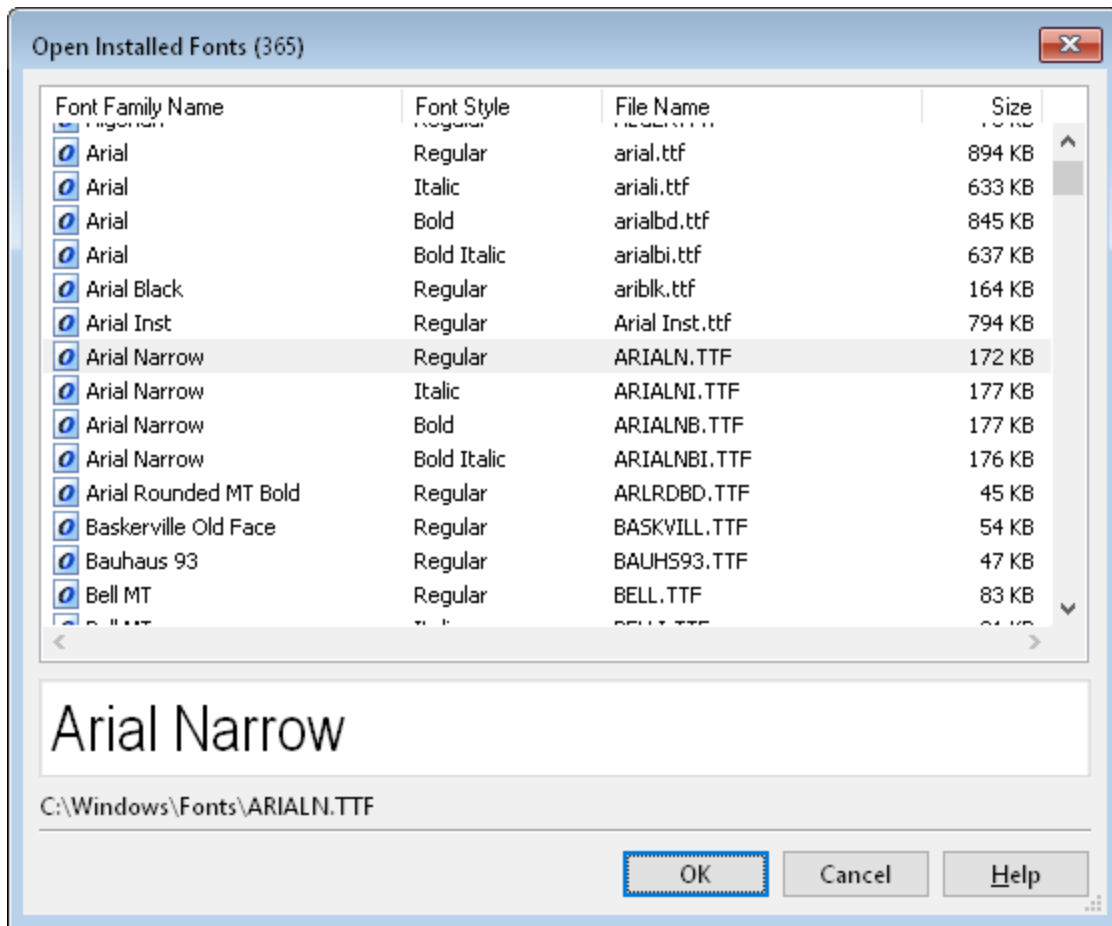 Open Installed Fonts (365)
Font Family Name Font Style File Name Size
Arial Regular arial.ttf 894 KB
Arial Italic ariali.ttf 633 KB
Arial Bold arialbd.ttf 845 KB
Arial Bold Italic arialbi.ttf 637 KB
Arial Black Regular ariblk.ttf 164 KB
Arial Inst Regular Arial Inst.ttf 794 KB
Arial Narrow Regular ARIALN.TTF 172 KB
Arial Narrow Italic ARIALNI.TTF 177 KB
Arial Narrow Bold ARIALNB.TTF 177 KB
Arial Narrow Bold Italic ARIALNBI.TTF 176 KB
Arial Rounded MT Bold Regular ARLRDBD.TTF 45 KB
Baskerville Old Face Regular BASKVILL.TTF 54 KB
Bauhaus 93 Regular BAUHS93.TTF 47 KB
Bell MT Regular BELL.TTF 83 KB
Arial Narrow
C:\Windows\Fonts\ARIALN.TTF
OK Cancel Help